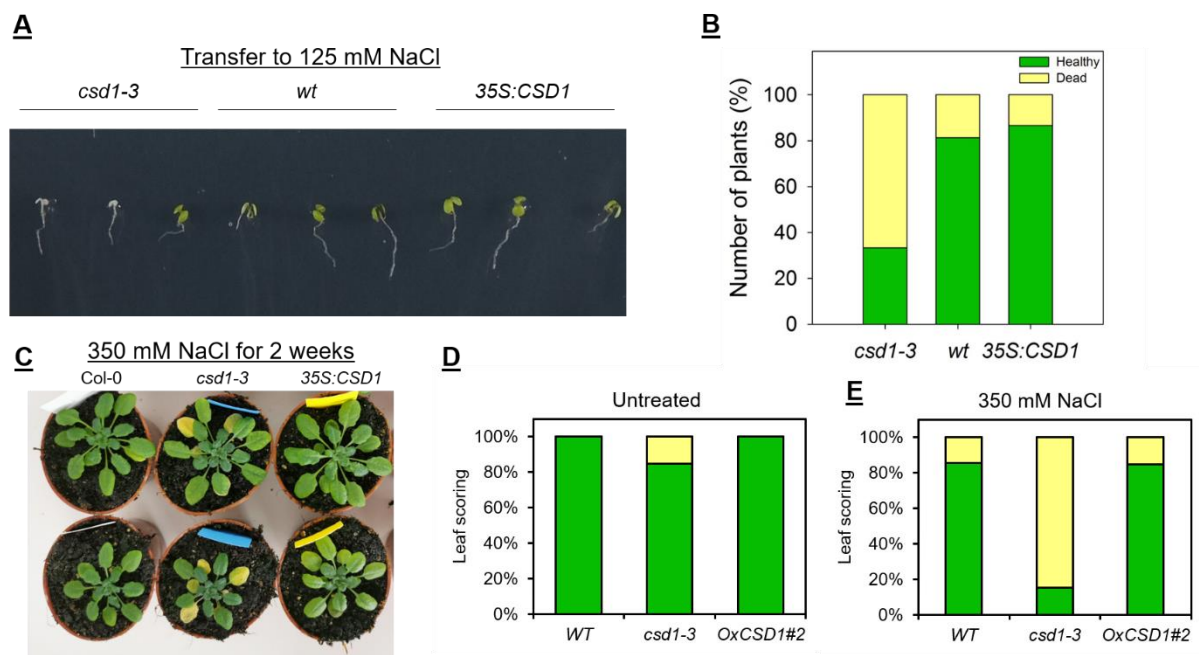 A
Transfer to 125 mM NaCl
csd1-3 wt 35S:CSD1
B
Healthy
Dead
Number of plants (%)
100
80
60
40
20
0
csd1-3 wt 35S:CSD1
C
350 mM NaCl for 2 weeks
Col-0 csd1-3 35S:CSD1
D
Untreated
Leaf scoring
100%
80%
60%
40%
20%
0%
WT csd1-3 OxCSD1#2
E
350 mM NaCl
Leaf scoring
100%
80%
60%
40%
20%
0%
WT csd1-3 OxCSD1#2